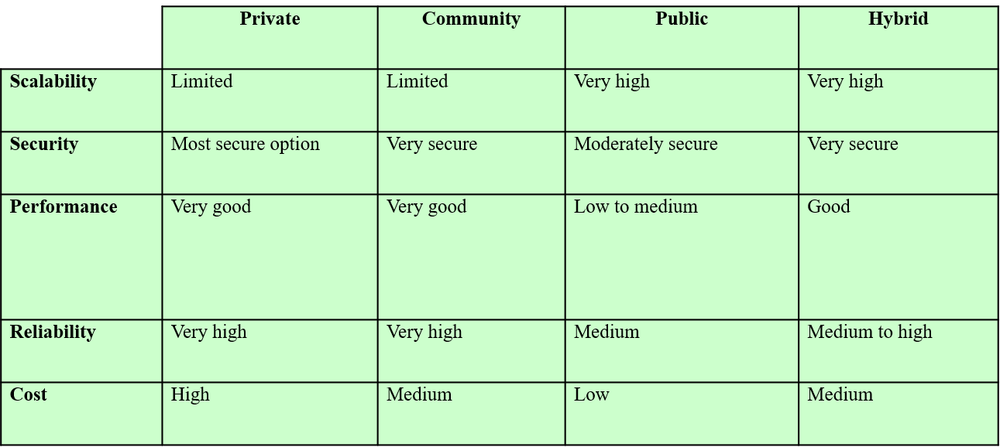 Private Community Public Hybrid
Scalability Limited Limited Very high Very high
Security Most secure option Very secure Moderately secure Very secure
Performance Very good Very good Low to medium Good
Reliability Very high Very high Medium Medium to high
Cost High Medium Low Medium